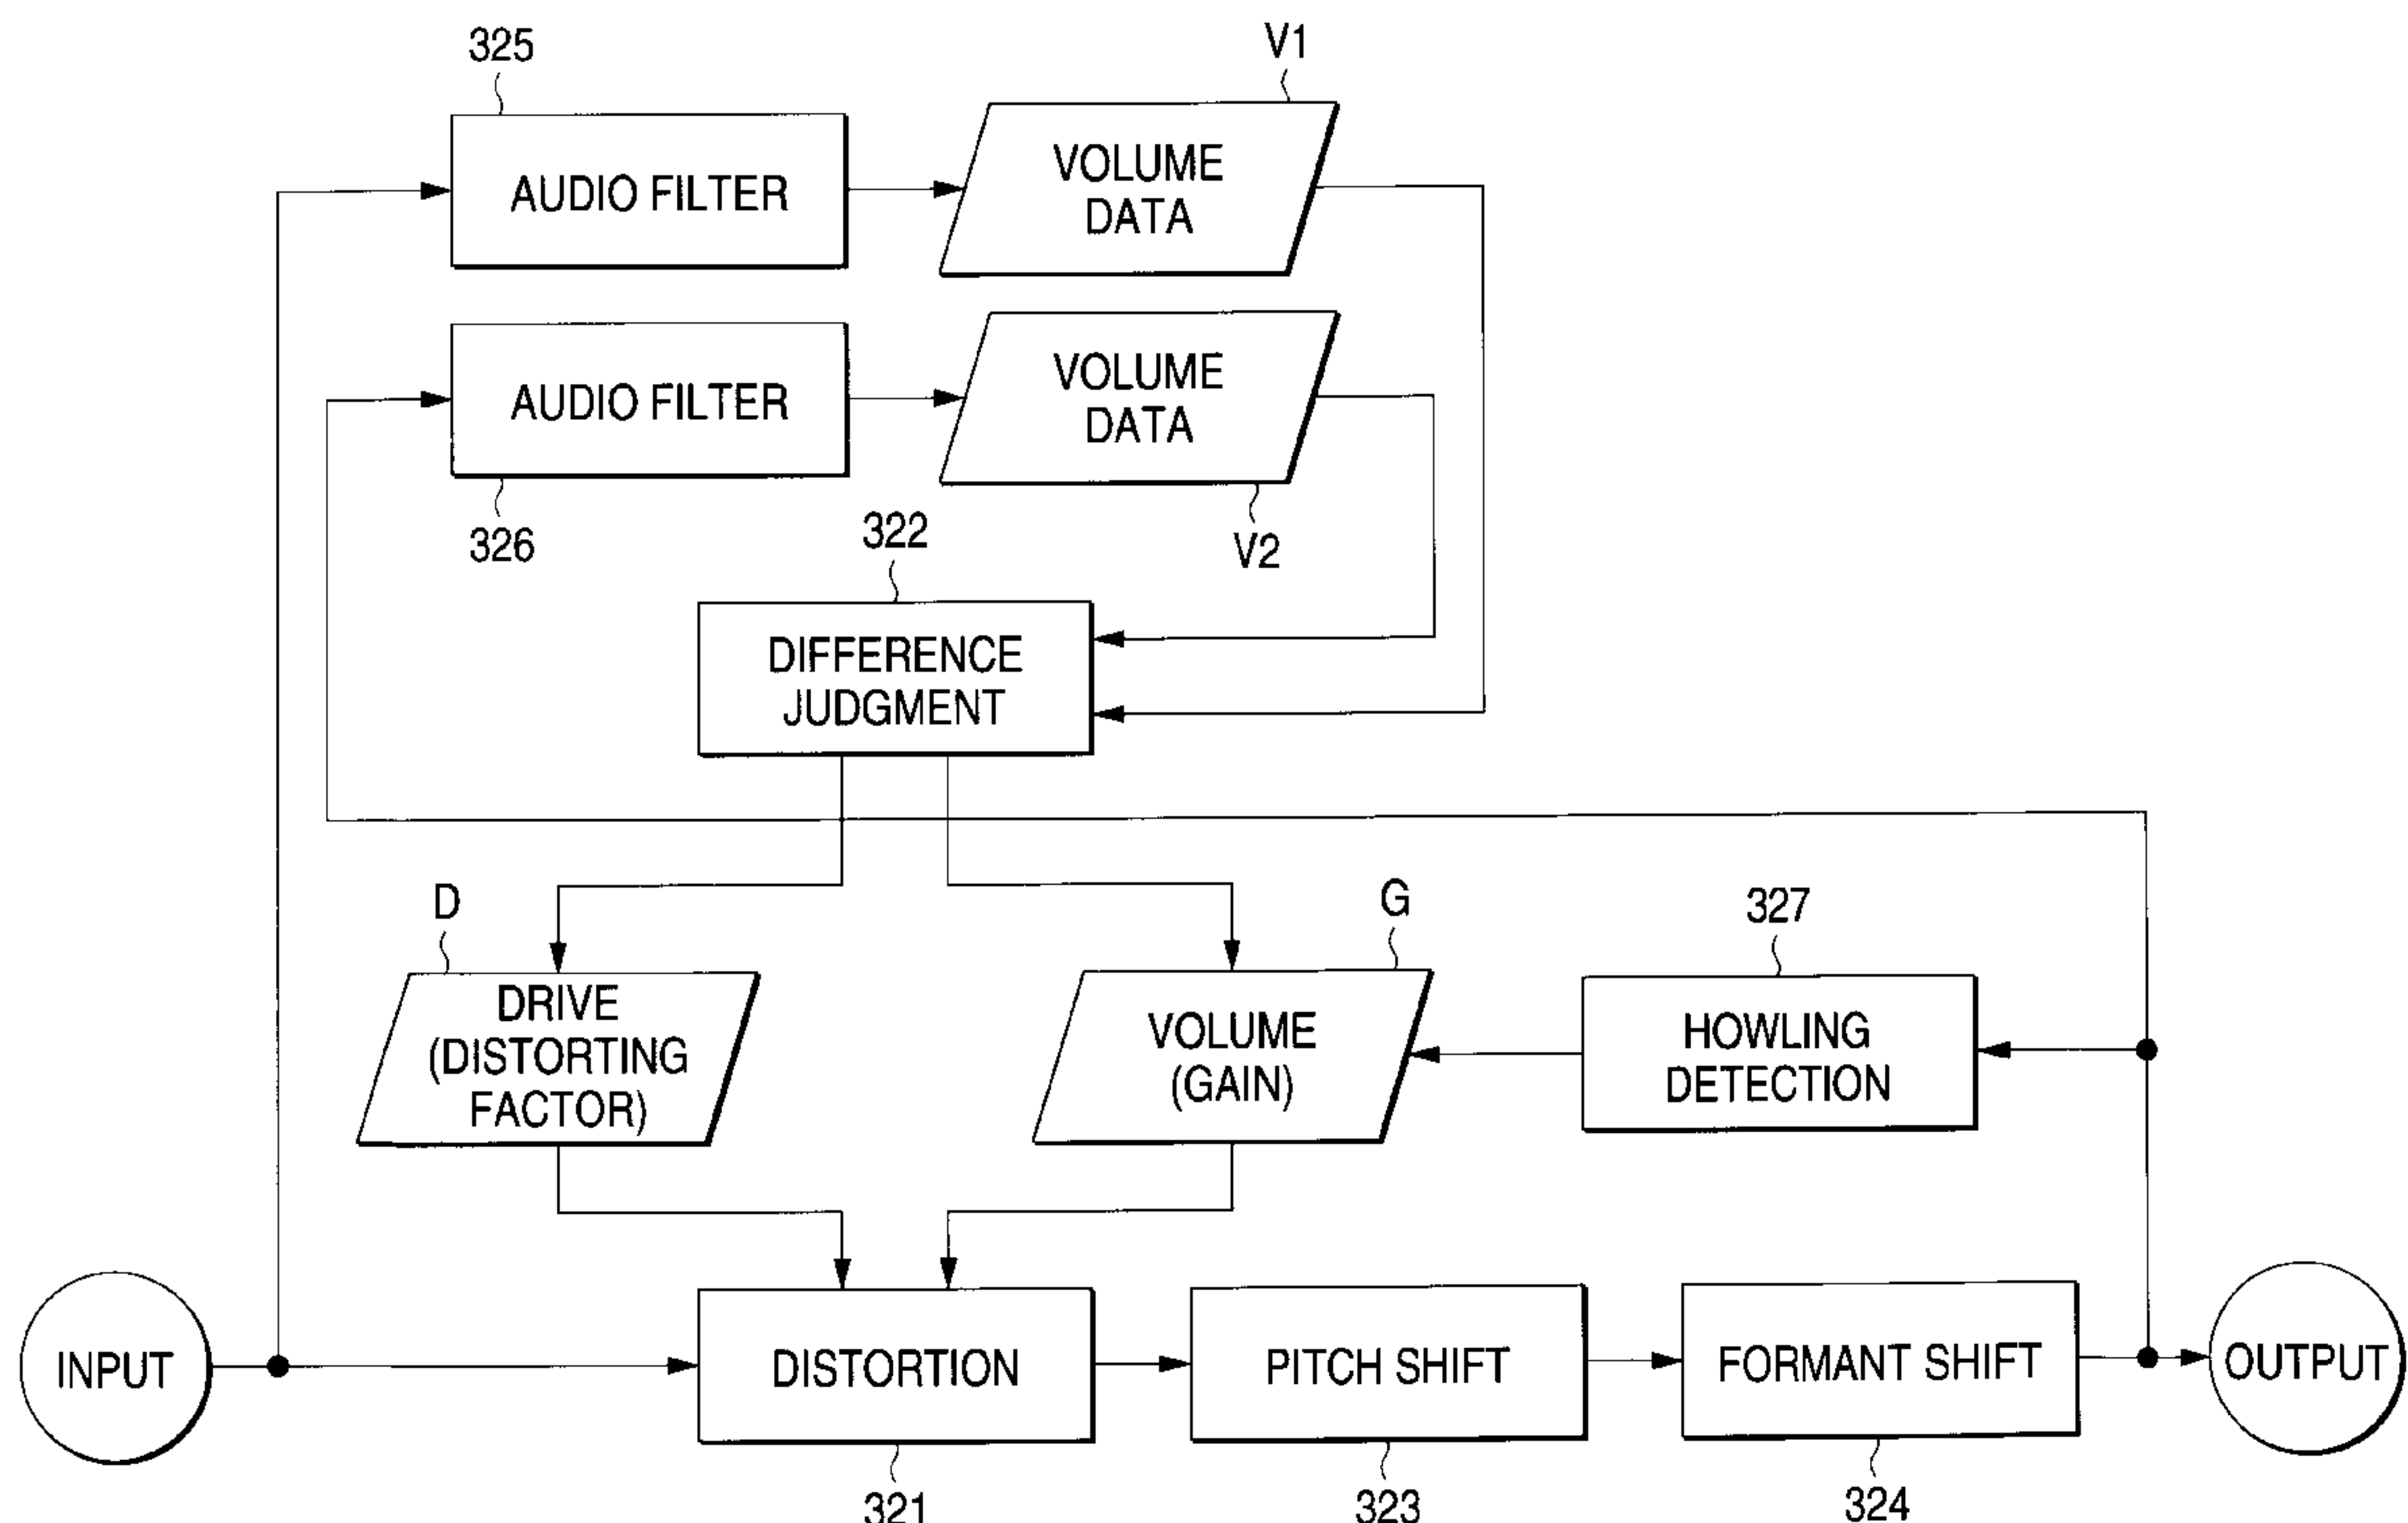 325
V1
AUDIO FILTER
VOLUME
DATA
AUDIO FILTER
VOLUME
DATA
326
V2
322
DIFFERENCE
JUDGMENT
D
G
327
DRIVE
(DISTORTING
FACTOR)
VOLUME
(GAIN)
HOWLING
DETECTION
INPUT
DISTORTION
PITCH SHIFT
FORMANT SHIFT
OUTPUT
321
323
324